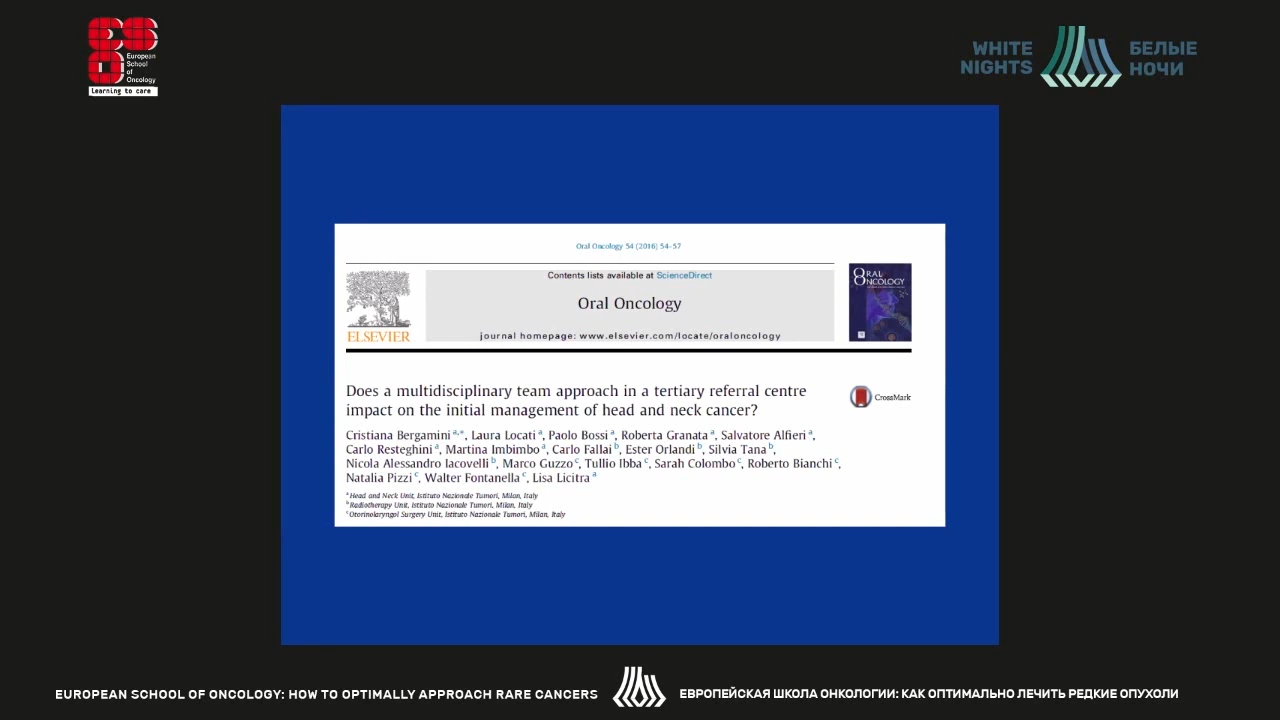 European
School
of
Oncology
Learning to care
WHITE
NIGHTS
БЕЛЫЕ
НОЧИ
Oral Oncology 54 (2016) 54-57
Contents lists available at ScienceDirect
Oral Oncology
journal homepage: www.elsevier.com/locate/oraloncology
ELSEVIER
ORAL
ONCOLOGY
Does a multidisciplinary team approach in a tertiary referral centre
impact on the initial management of head and neck cancer?
CrossMark
Cristiana Bergamini a,*, Laura Locati a, Paolo Bossi a, Roberta Granata a, Salvatore Alfieri a,
Carlo Resteghini a, Martina Imbimbo a, Carlo Fallai b, Ester Orlandi b, Silvia Tana b,
Nicola Alessandro Iacovelli b, Marco Guzzo c, Tullio Ibba c, Sarah Colombo c, Roberto Bianchi c,
Natalia Pizzi c, Walter Fontanella c, Lisa Licitra a
a Head and Neck Unit, Istituto Nazionale Tumori, Milan, Italy
b Radiotherapy Unit, Istituto Nazionale Tumori, Milan, Italy
c Otorinolaryngol Surgery Unit, Istituto Nazionale Tumori, Milan, Italy
EUROPEAN SCHOOL OF ONCOLOGY: HOW TO OPTIMALLY APPROACH RARE CANCERS
ЕВРОПЕЙСКАЯ ШКОЛА ОНКОЛОГИИ: КАК ОПТИМАЛЬНО ЛЕЧИТЬ РЕДКИЕ ОПУХОЛИ